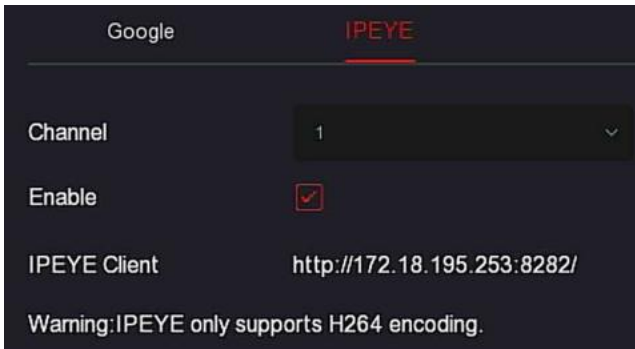 Google IPEYE
Channel 1
Enable
IPEYE Client http://172.18.195.253:8282/
Warning:IPEYE only supports H264 encoding.